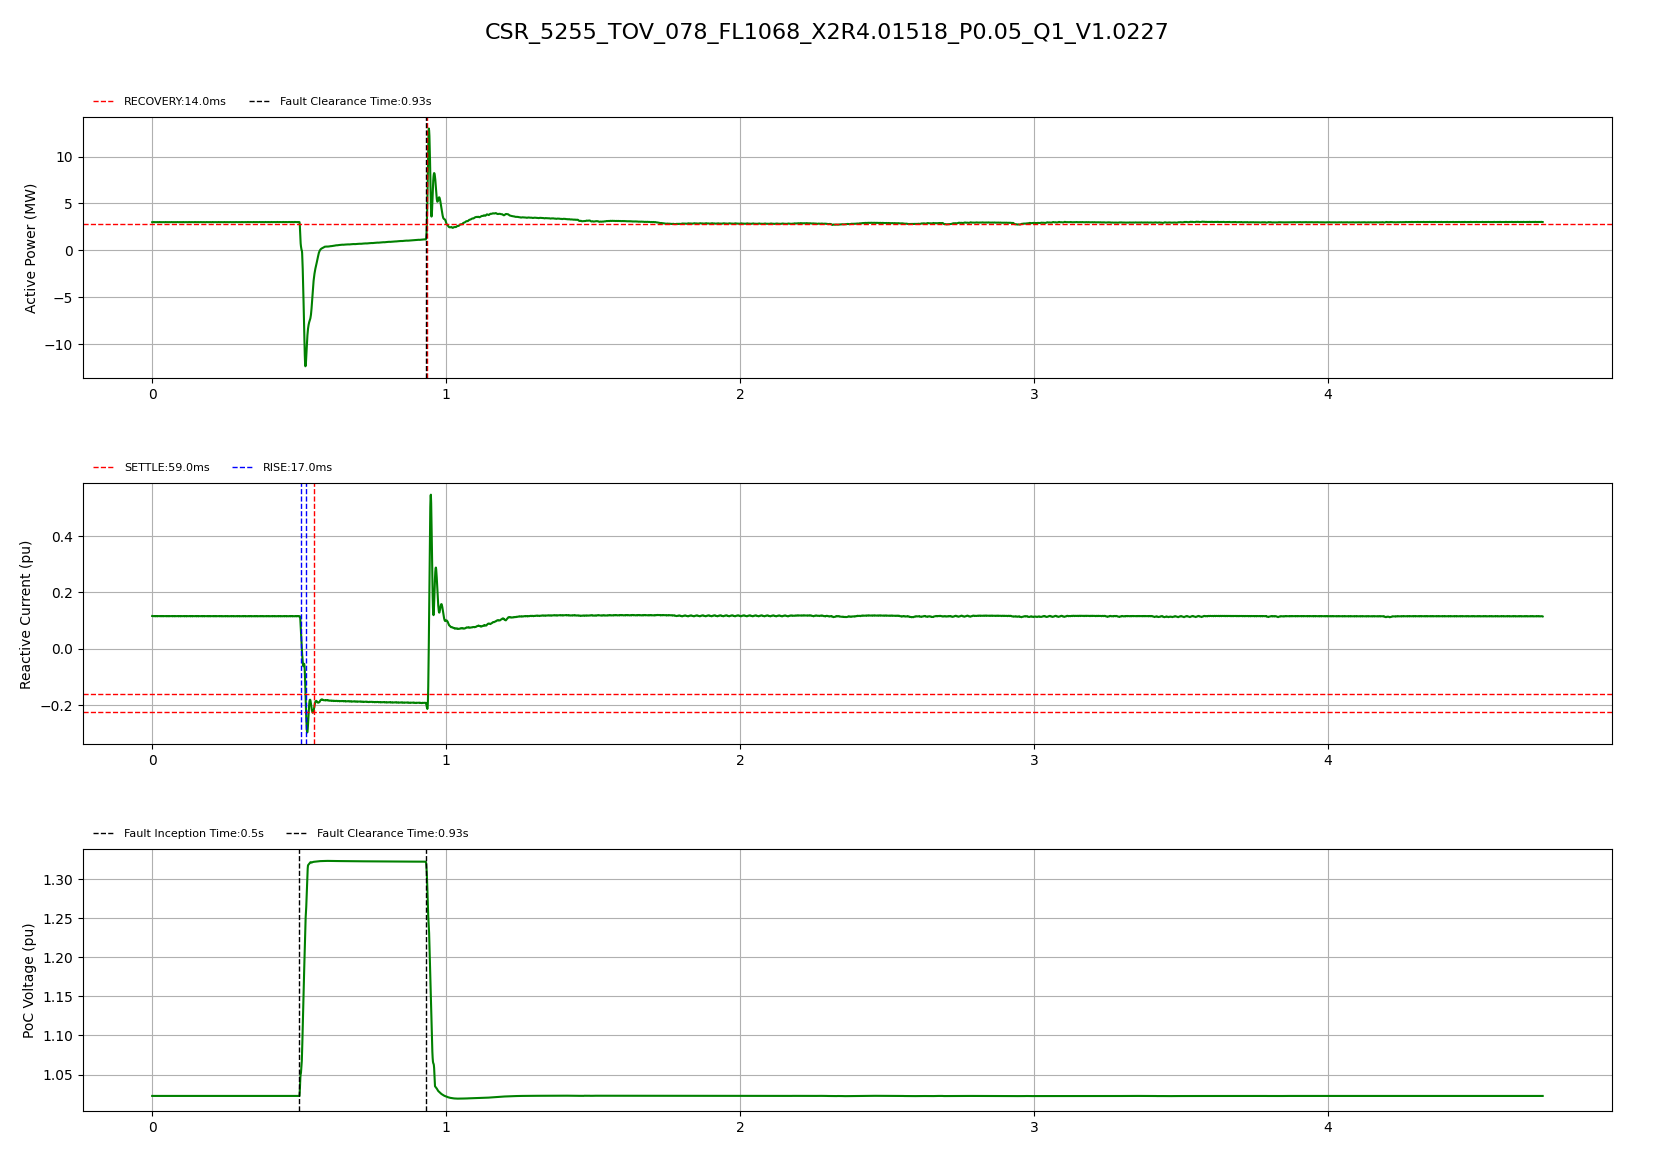 CSR_5255_TOV_078_FL1068_X2R4.01518_P0.05_Q1_V1.0227
RECOVERY:14.0ms Fault Clearance Time:0.93s
Active Power (MW)
10
5
0
−5
−10
0 1 2 3 4
SETTLE:59.0ms RISE:17.0ms
Reactive Current (pu)
0.4
0.2
0.0
−0.2
0 1 2 3 4
Fault Inception Time:0.5s Fault Clearance Time:0.93s
PoC Voltage (pu)
1.30
1.25
1.20
1.15
1.10
1.05
0 1 2 3 4